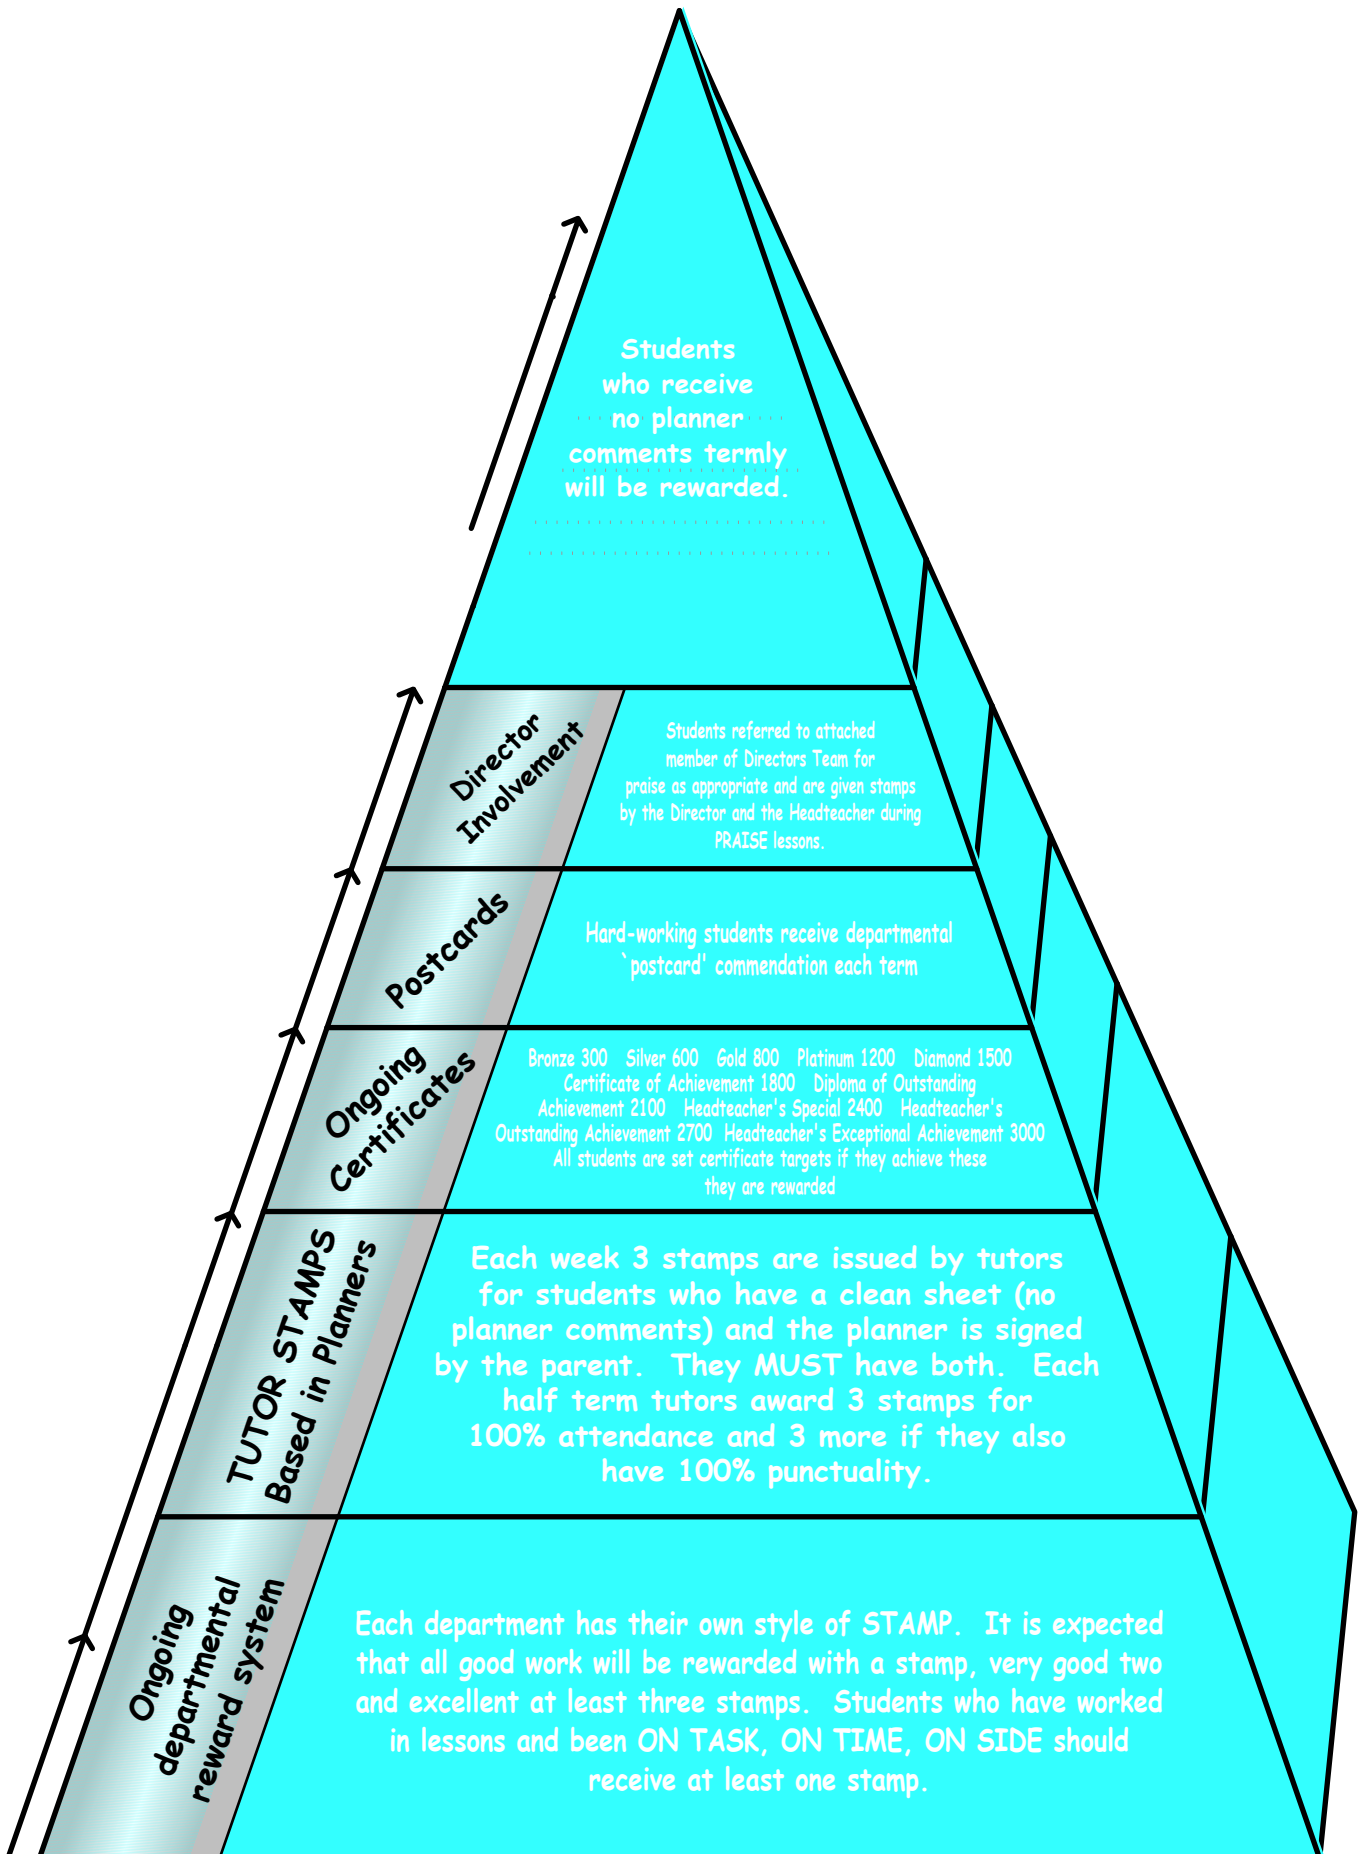 Students
who receive
no planner
comments termly
will be rewarded.
Director
Involvement
Students referred to attached
member of Directors Team for
praise as appropriate and are given stamps
by the Director and the Headteacher during
PRAISE lessons.
Postcards
Hard-working students receive departmental
`postcard' commendation each term
Ongoing
Certificates
Bronze 300 Silver 600 Gold 800 Platinum 1200 Diamond 1500
Certificate of Achievement 1800 Diploma of Outstanding
Achievement 2100 Headteacher's Special 2400 Headteacher's
Outstanding Achievement 2700 Headteacher's Exceptional Achievement 3000
All students are set certificate targets if they achieve these
they are rewarded
TUTOR STAMPS
Based in Planners
Each week 3 stamps are issued by tutors
for students who have a clean sheet (no
planner comments) and the planner is signed
by the parent. They MUST have both. Each
half term tutors award 3 stamps for
100% attendance and 3 more if they also
have 100% punctuality.
Ongoing
departmental
reward system
Each department has their own style of STAMP. It is expected
that all good work will be rewarded with a stamp, very good two
and excellent at least three stamps. Students who have worked
in lessons and been ON TASK, ON TIME, ON SIDE should
receive at least one stamp.